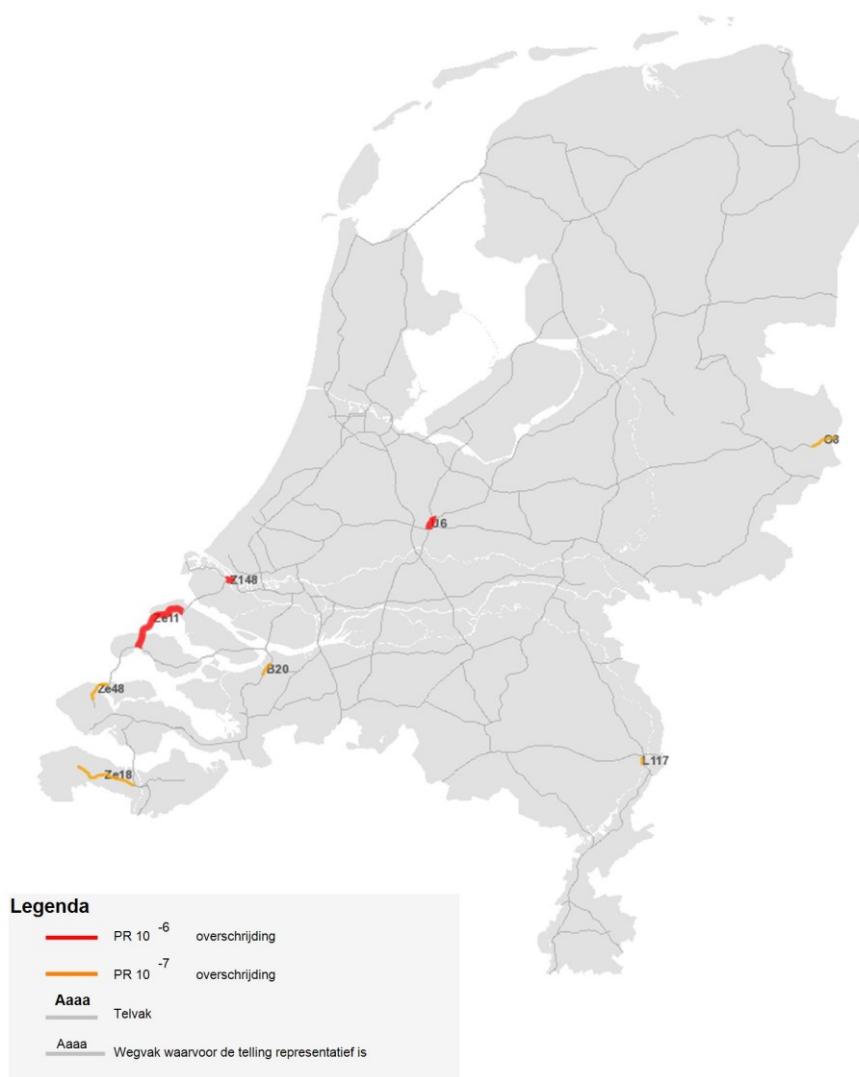 O8
U6
Z148
Ze11
B20
Ze48
L117
Ze18
Legenda
PR 10 -6 overschrijding
PR 10 -7 overschrijding
Aaaa
Telvak
Aaaa
Wegvak waarvoor de telling representatief is